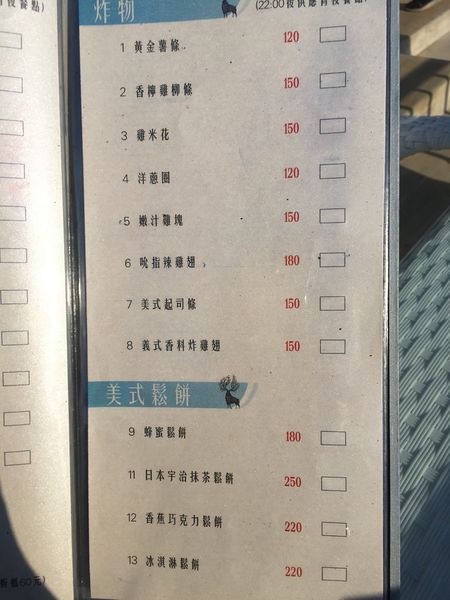 炸物
(22:00後供應宵夜餐點)
1 黃金薯條 120
2 香檸雞柳條 150
3 雞米花 150
4 洋蔥圈 120
5 嫩汁雞塊 150
6 吮指辣雞翅 180
7 美式起司條 150
8 義式香料炸雞翅 150
美式鬆餅
9 蜂蜜鬆餅 180
11 日本宇治抹茶鬆餅 250
12 香蕉巧克力鬆餅 220
13 冰淇淋鬆餅 220
折抵60元)